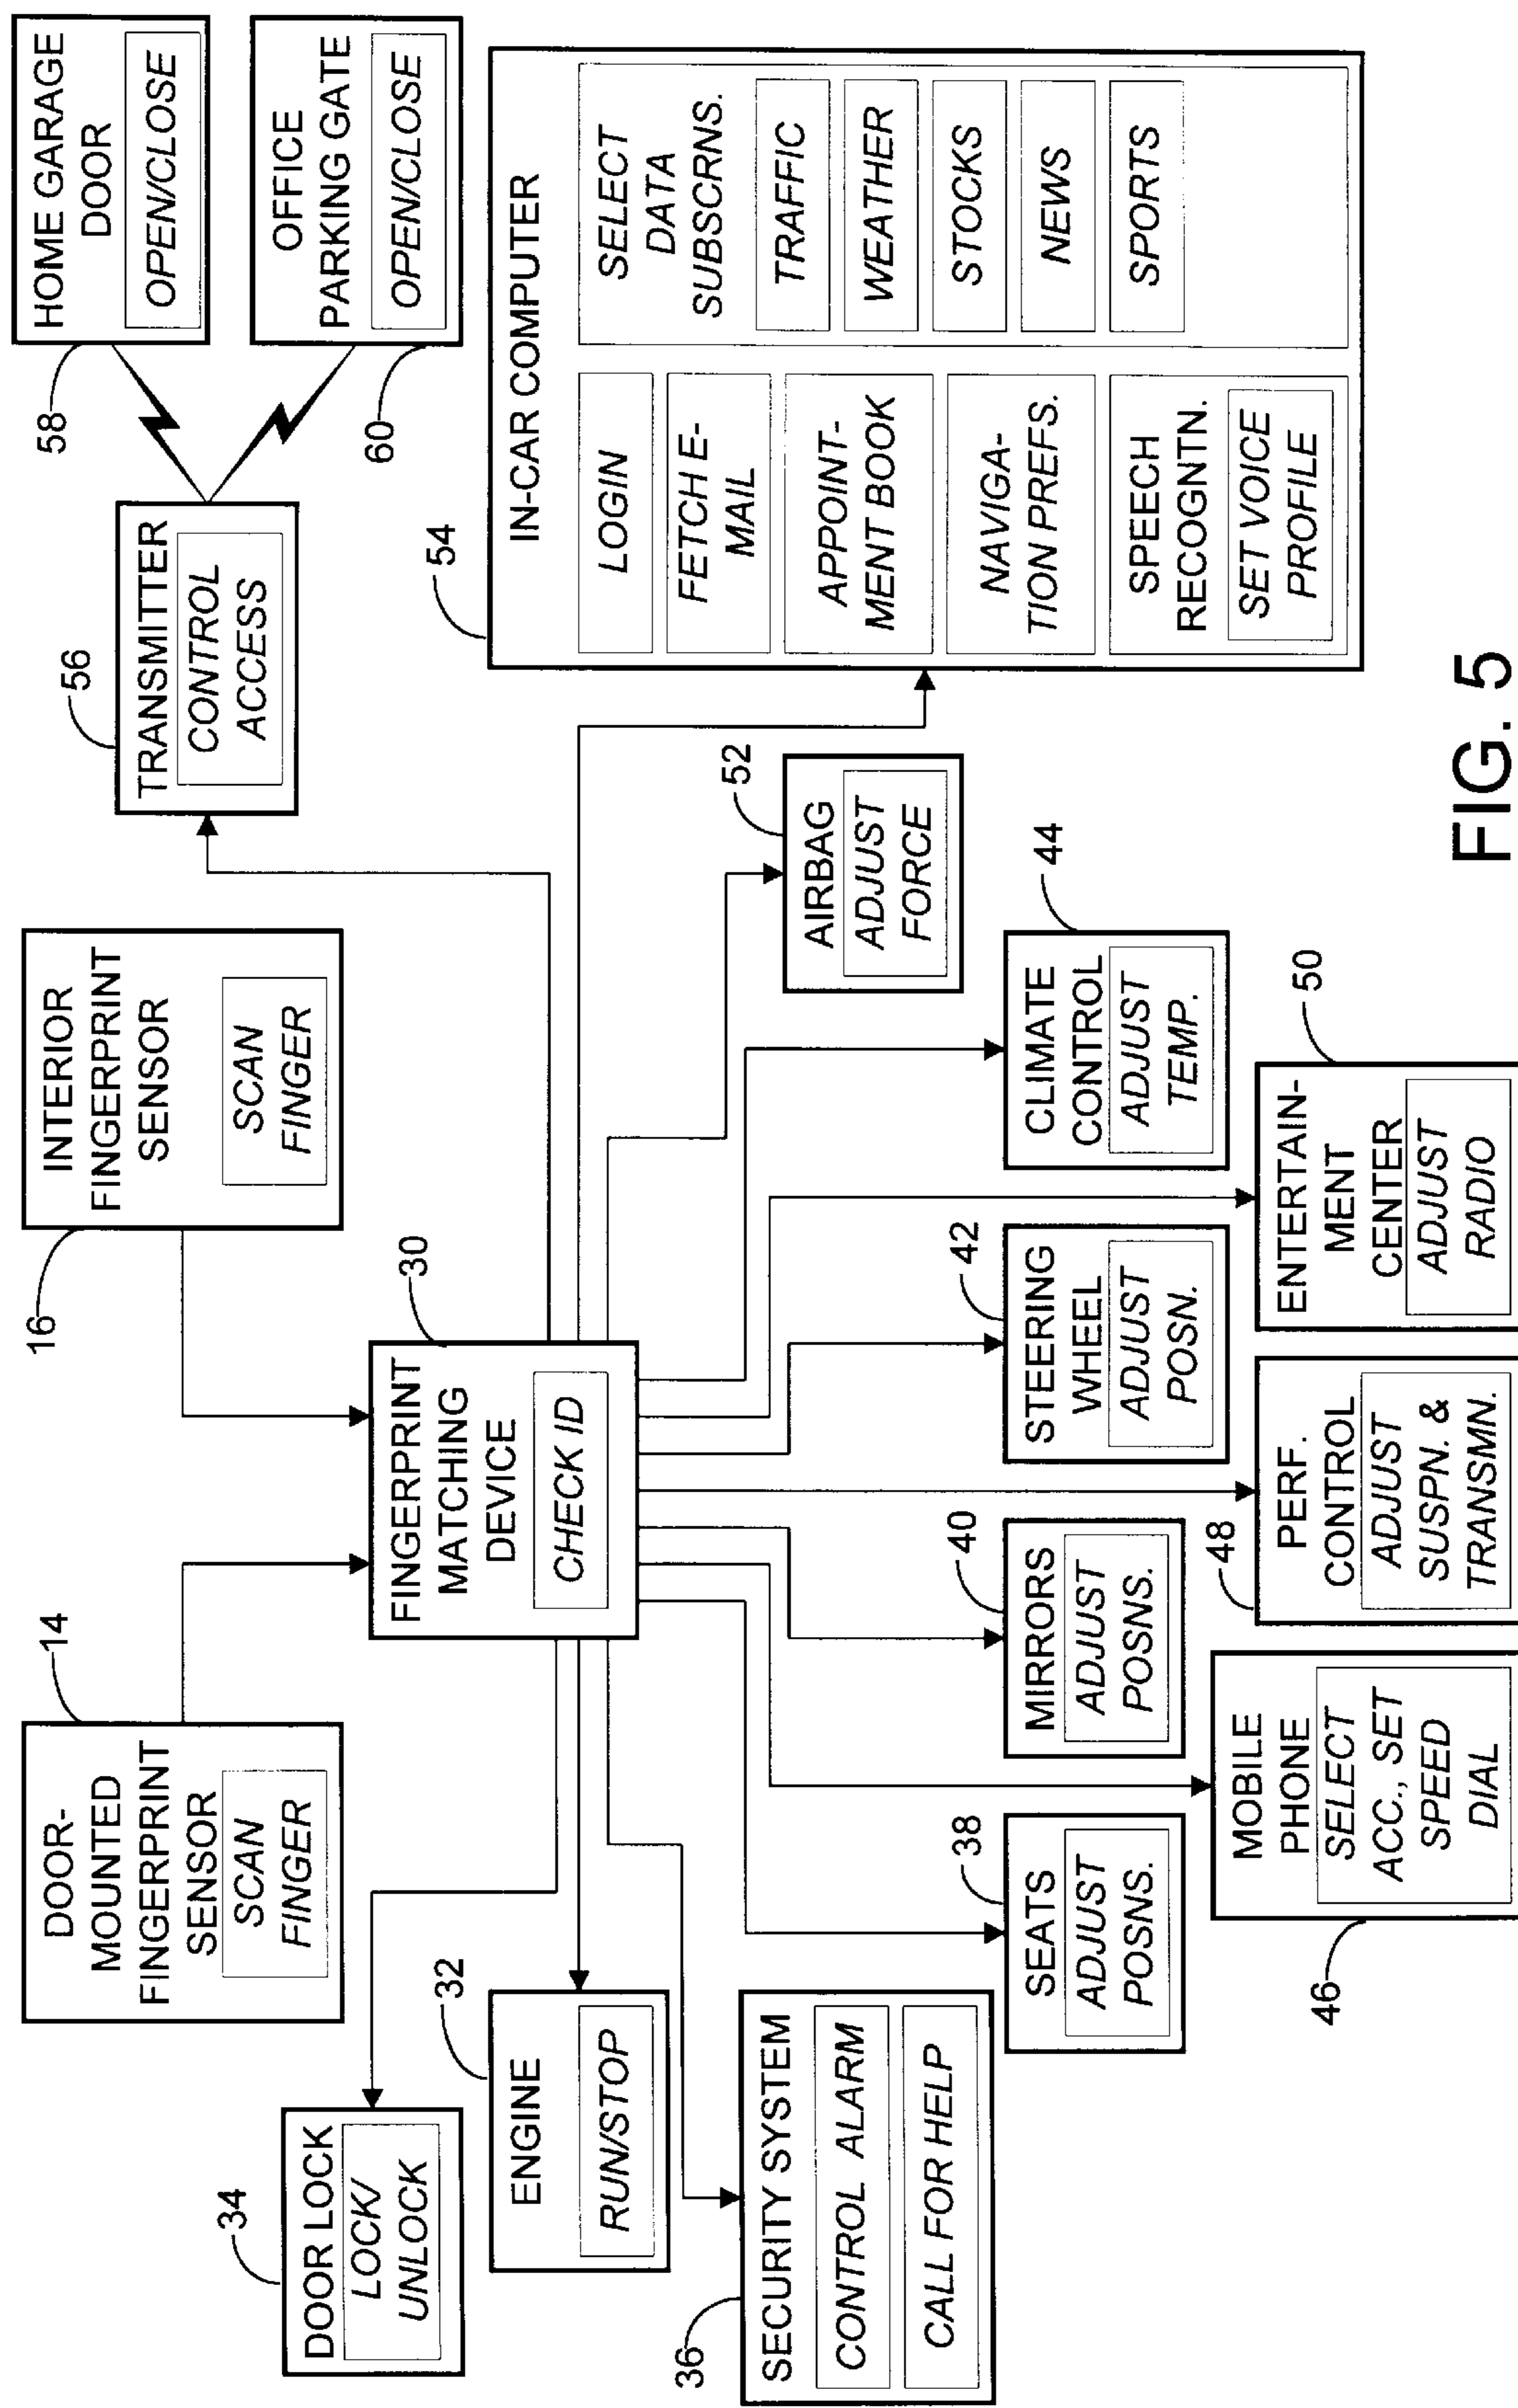 DOOR-
MOUNTED
FINGERPRINT
SENSOR
SCAN
FINGER
14
INTERIOR
FINGERPRINT
SENSOR
SCAN
FINGER
16
HOME GARAGE
DOOR
OPEN/CLOSE
58
OFFICE
PARKING GATE
OPEN/CLOSE
60
TRANSMITTER
CONTROL
ACCESS
56
FINGERPRINT
MATCHING
DEVICE
CHECK ID
30
DOOR LOCK
LOCK/
UNLOCK
34
ENGINE
RUN/STOP
32
SECURITY SYSTEM
CONTROL ALARM
CALL FOR HELP
36
IN-CAR COMPUTER
54
LOGIN
FETCH E-
MAIL
APPOINT-
MENT BOOK
NAVIGA-
TION PREFS.
SPEECH
RECOGNTN.
SET VOICE
PROFILE
SELECT
DATA
SUBSCRNS.
TRAFFIC
WEATHER
STOCKS
NEWS
SPORTS
AIRBAG
ADJUST
FORCE
52
SEATS
ADJUST
POSNS.
38
MIRRORS
ADJUST
POSNS.
40
STEERING
WHEEL
ADJUST
POSN.
42
CLIMATE
CONTROL
ADJUST
TEMP.
44
MOBILE
PHONE
SELECT
ACC., SET
SPEED
DIAL
46
PERF.
CONTROL
ADJUST
SUSPN. &
TRANSMN.
48
ENTERTAIN-
MENT
CENTER
ADJUST
RADIO
50
FIG. 5